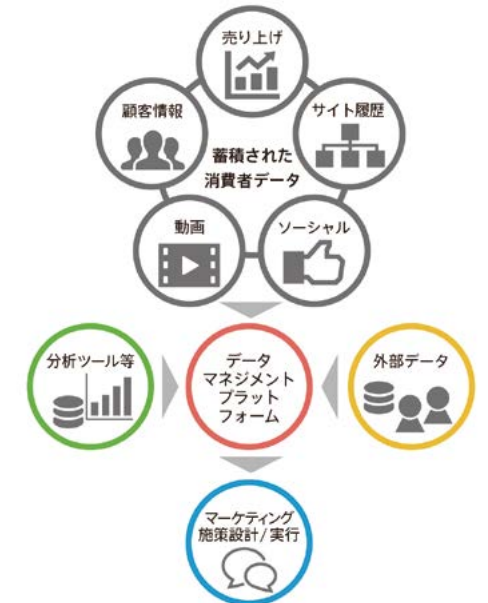 売り上げ
顧客情報
サイト履歴
蓄積された
消費者データ
動画
ソーシャル
分析ツール等
データ
マネジメント
プラット
フォーム
外部データ
マーケティング
施策設計/実行